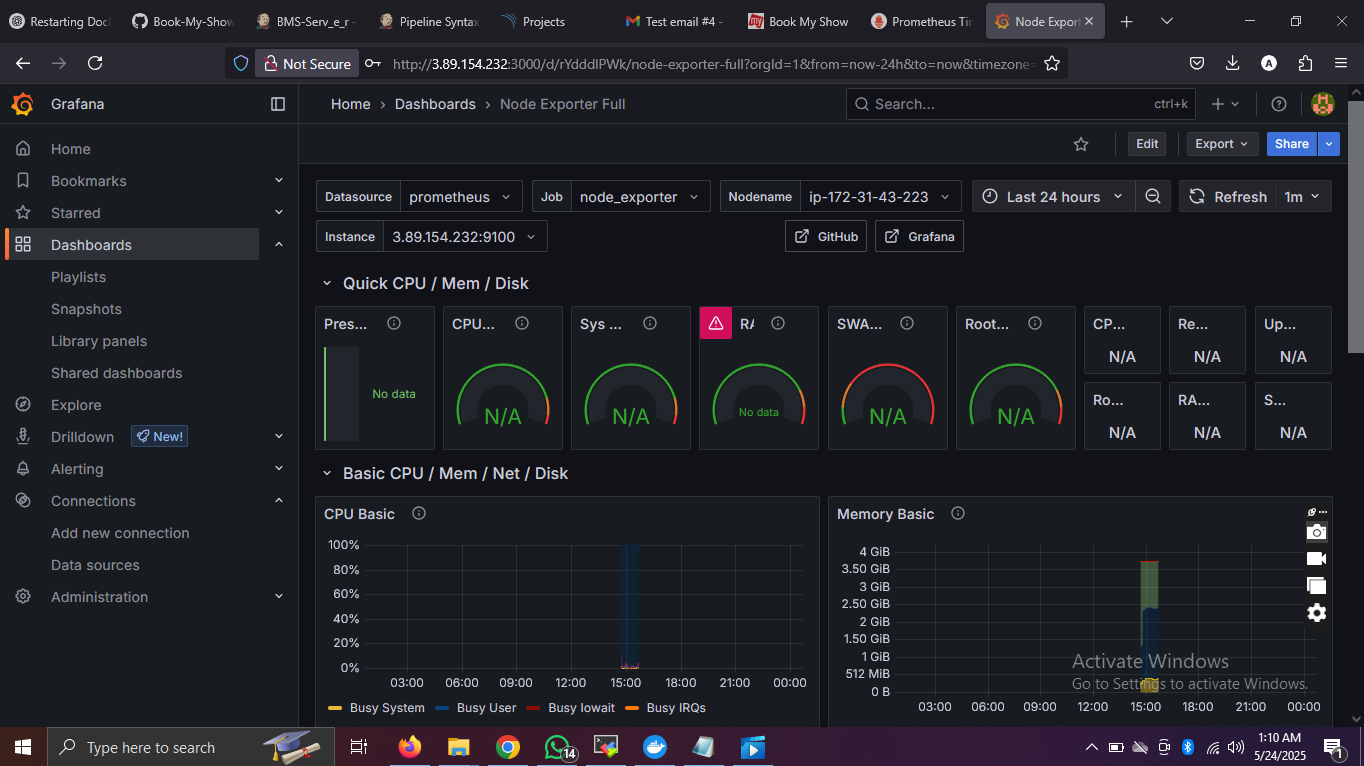 Restarting Doc
Book-My-Show
BMS-Serv_e_r -
Pipeline Syntax
Projects
Test email #4 -
Book My Show
Prometheus Tim
Node Export
Not Secure
http://3.89.154.232:3000/d/rYdddlPWk/node-exporter-full?orgId=1&from=now-24h&to=now&timezone=
Grafana
Home › Dashboards › Node Exporter Full
Search... ctrl+k
Edit
Export
Share
Home
Bookmarks
Starred
Dashboards
Playlists
Snapshots
Library panels
Shared dashboards
Explore
Drilldown New!
Alerting
Connections
Add new connection
Data sources
Administration
Datasource prometheus
Job node_exporter
Nodename ip-172-31-43-223
Last 24 hours
Refresh 1m
Instance 3.89.154.232:9100
GitHub
Grafana
Quick CPU / Mem / Disk
Pres...
No data
CPU...
N/A
Sys ...
N/A
RA
No data
SWA...
N/A
Root...
N/A
CP...
N/A
Re...
N/A
Up...
N/A
Ro...
N/A
RA...
N/A
S...
N/A
Basic CPU / Mem / Net / Disk
CPU Basic
100%
80%
60%
40%
20%
0%
03:00 06:00 09:00 12:00 15:00 18:00 21:00 00:00
Busy System Busy User Busy Iowait Busy IRQs
Memory Basic
4 GiB
3.50 GiB
3 GiB
2.50 GiB
2 GiB
1.50 GiB
1 GiB
512 MiB
0 B
03:00 06:00 09:00 12:00 15:00 18:00 21:00 00:00
Activate Windows
Go to Settings to activate Windows.
Type here to search
14
1:10 AM
5/24/2025
1